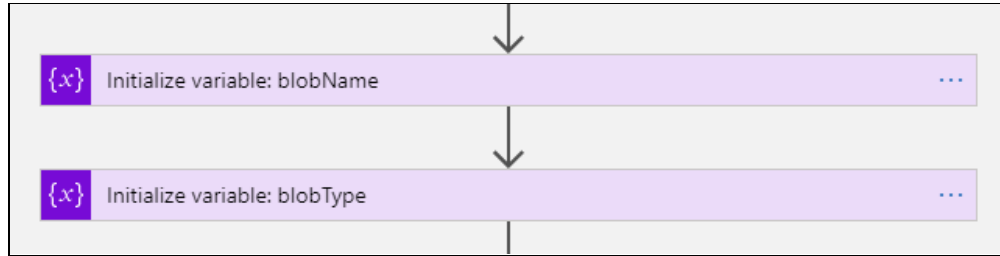 {x} Initialize variable: blobName ...
{x} Initialize variable: blobType ...